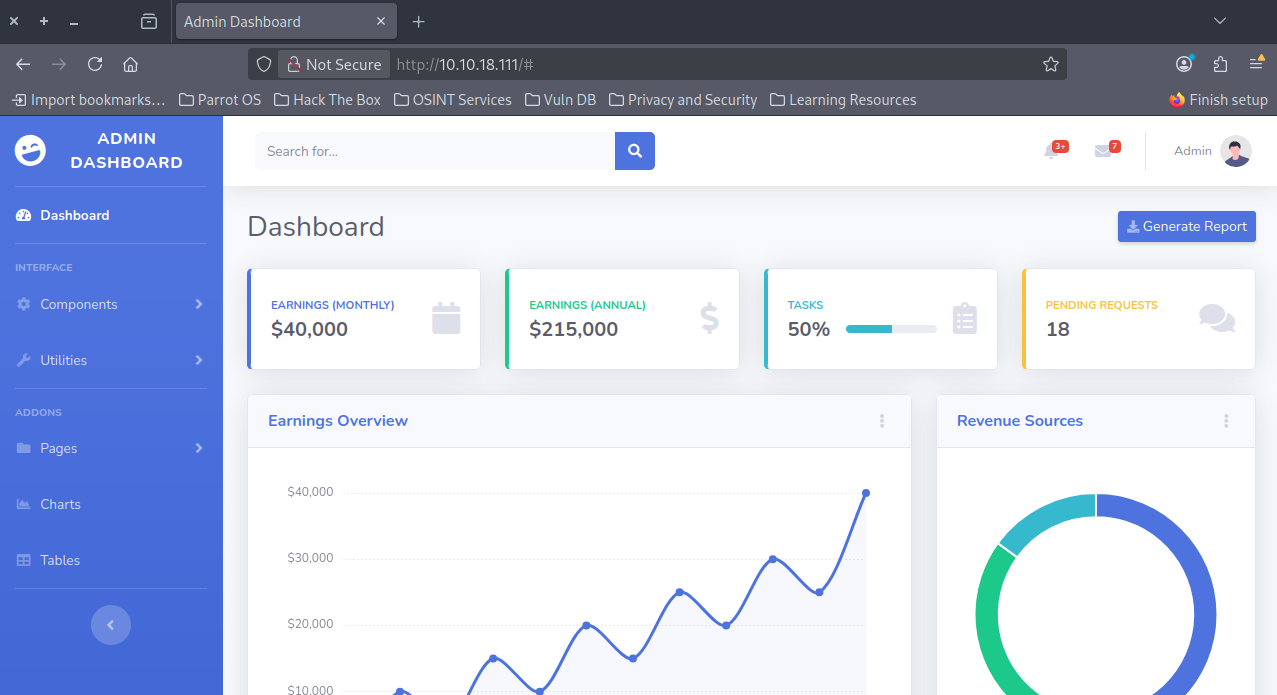 Admin Dashboard
Not Secure http://10.10.18.111/#
Import bookmarks… Parrot OS Hack The Box OSINT Services Vuln DB Privacy and Security Learning Resources Finish setup
ADMIN
DASHBOARD
Search for...
3+ 7 Admin
Dashboard
INTERFACE
Components
Utilities
ADDONS
Pages
Charts
Tables
Dashboard
Generate Report
EARNINGS (MONTHLY)
$40,000
EARNINGS (ANNUAL)
$215,000
TASKS
50%
PENDING REQUESTS
18
Earnings Overview
$40,000
$30,000
$20,000
$10,000
Revenue Sources